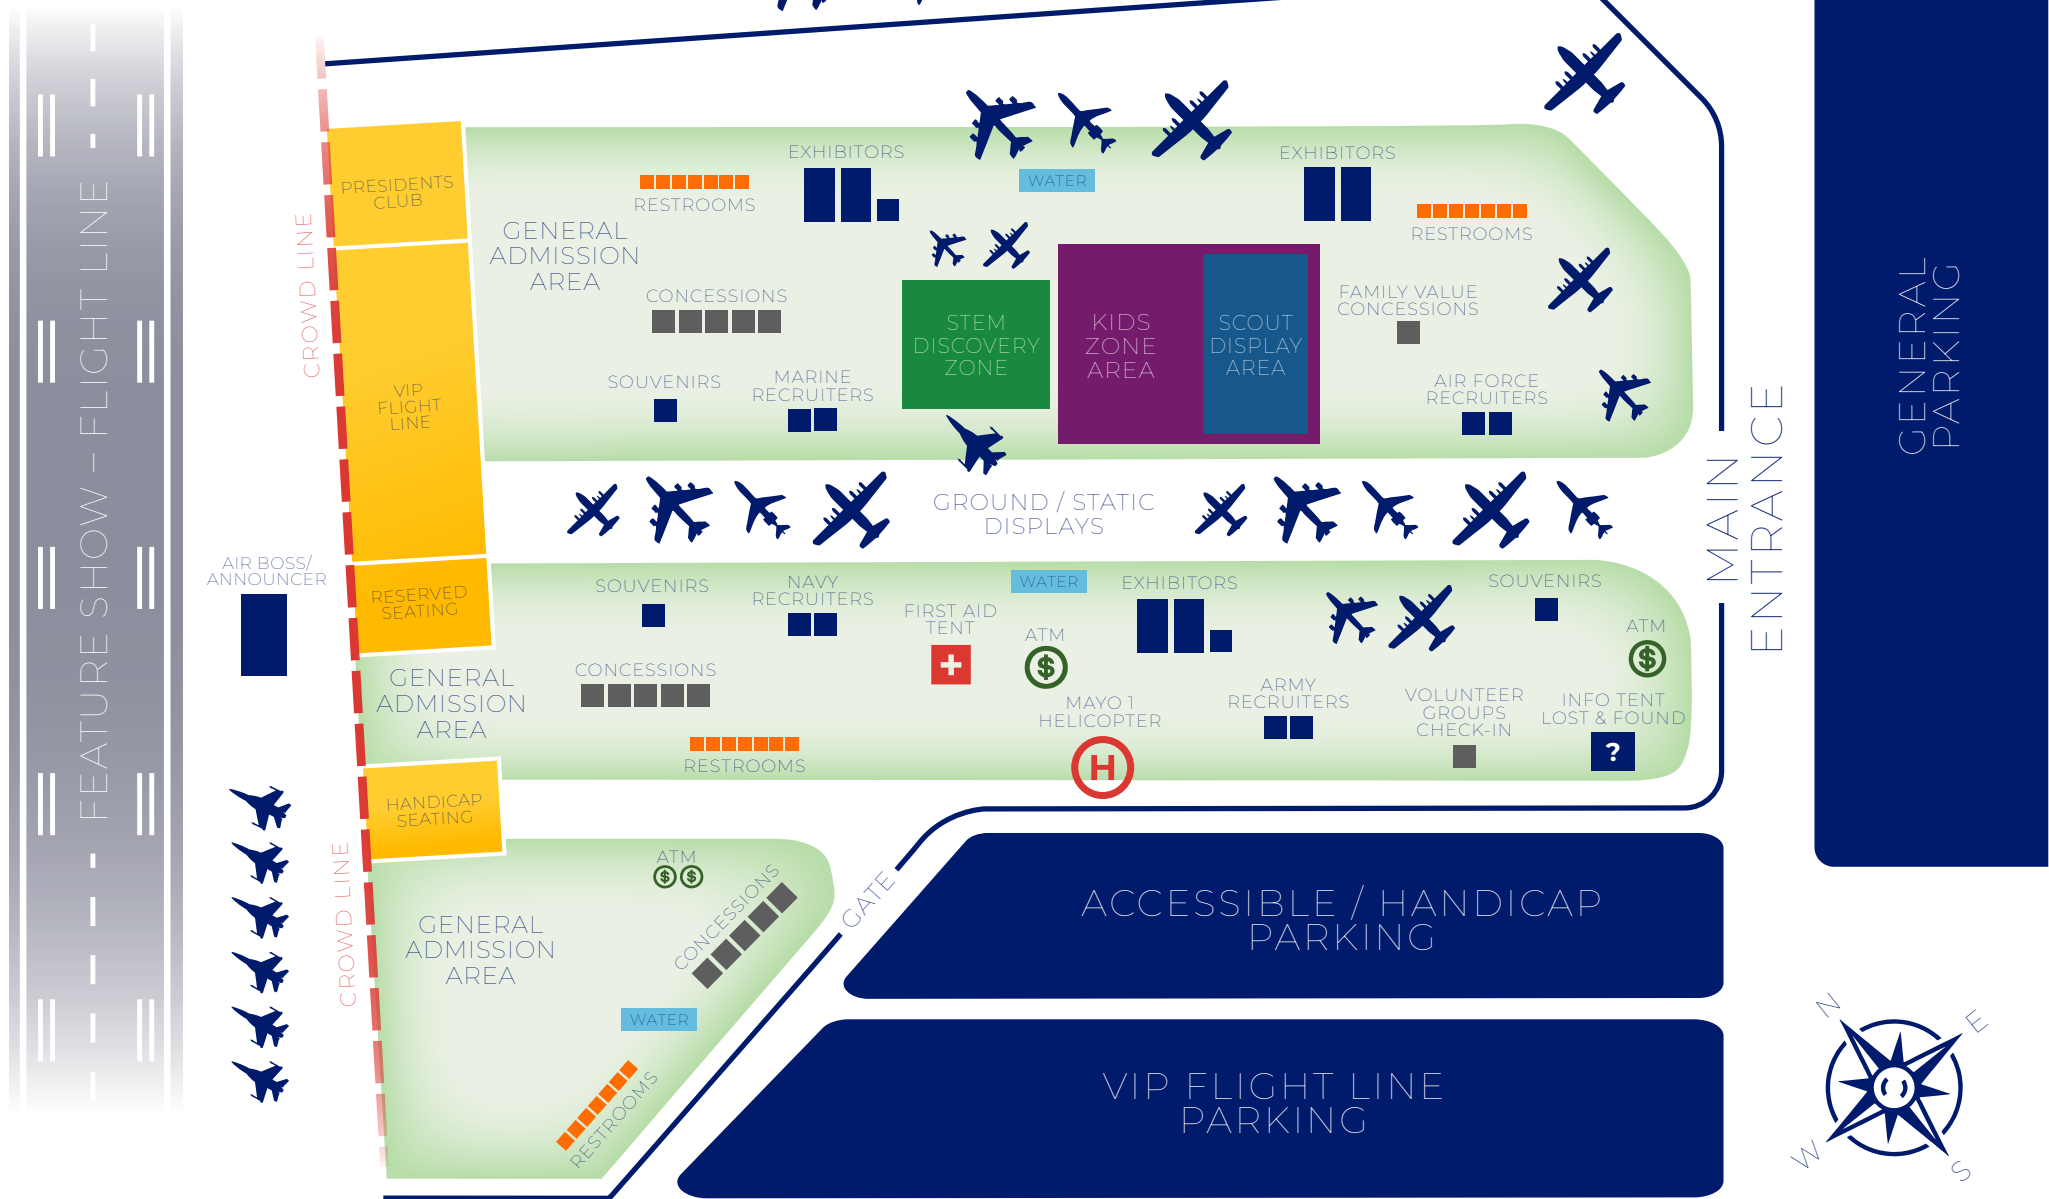 FEATURE SHOW – FLIGHT LINE
CROWD LINE
PRESIDENTS
CLUB
VIP
FLIGHT
LINE
GENERAL
ADMISSION
AREA
RESTROOMS
EXHIBITORS
WATER
EXHIBITORS
RESTROOMS
CONCESSIONS
STEM
DISCOVERY
ZONE
KIDS
ZONE
AREA
SCOUT
DISPLAY
AREA
FAMILY VALUE
CONCESSIONS
SOUVENIRS
MARINE
RECRUITERS
AIR FORCE
RECRUITERS
GROUND / STATIC
DISPLAYS
MAIN
ENTRANCE
GENERAL
PARKING
AIR BOSS/
ANNOUNCER
RESERVED
SEATING
SOUVENIRS
NAVY
RECRUITERS
FIRST AID
TENT
WATER
ATM
$
EXHIBITORS
SOUVENIRS
ATM
$
GENERAL
ADMISSION
AREA
CONCESSIONS
RESTROOMS
MAYO 1
HELICOPTER
H
ARMY
RECRUITERS
VOLUNTEER
GROUPS
CHECK-IN
INFO TENT
LOST & FOUND
?
HANDICAP
SEATING
CROWD LINE
GENERAL
ADMISSION
AREA
ATM
$ $
CONCESSIONS
WATER
RESTROOMS
GATE
ACCESSIBLE / HANDICAP
PARKING
VIP FLIGHT LINE
PARKING
N
E
W
S